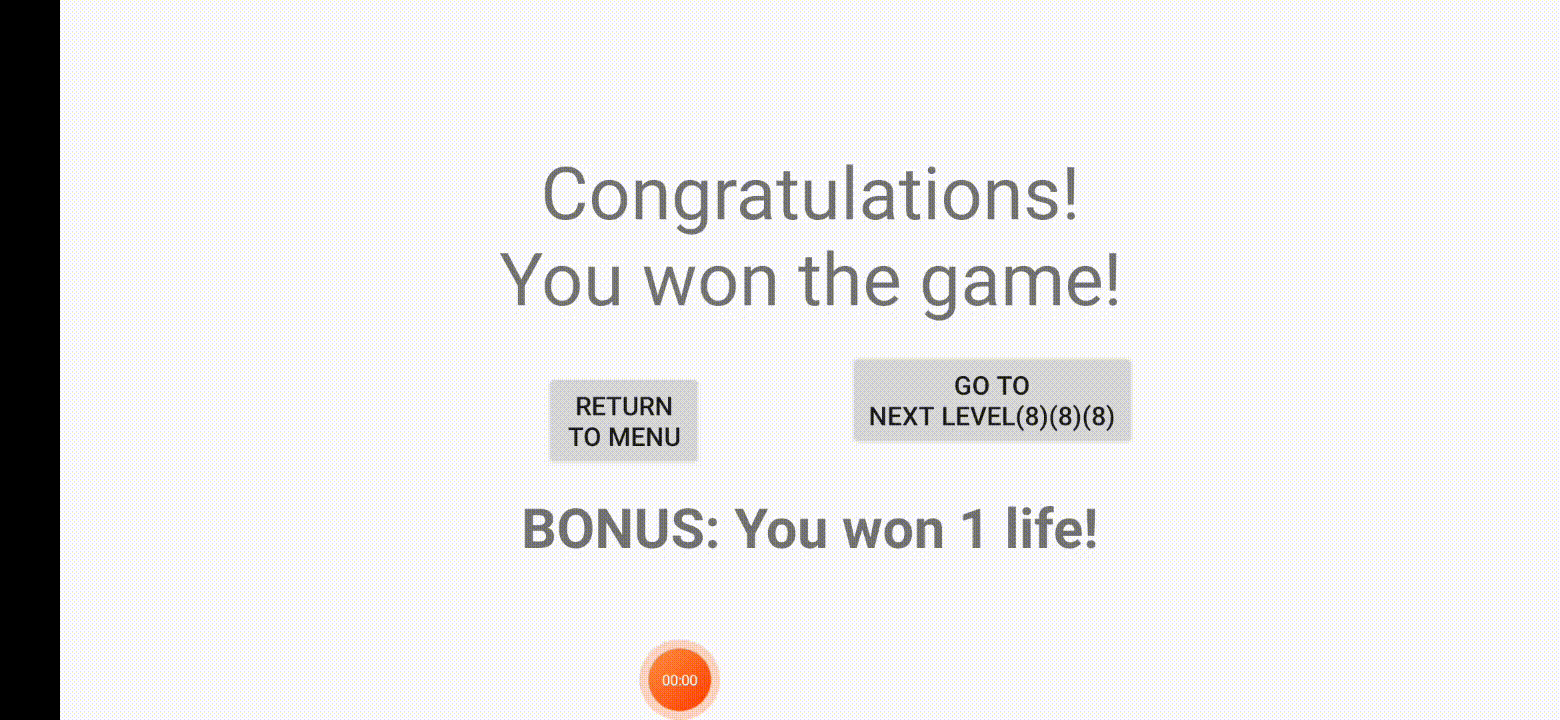 Congratulations!
You won the game!
RETURN
TO MENU
GO TO
NEXT LEVEL(8)(8)(8)
BONUS: You won 1 life!
00:00